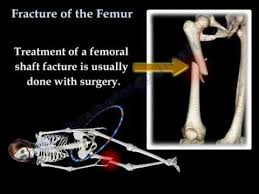 Fracture of the Femur
Treatment of a femoral
shaft facture is usually
done with surgery.